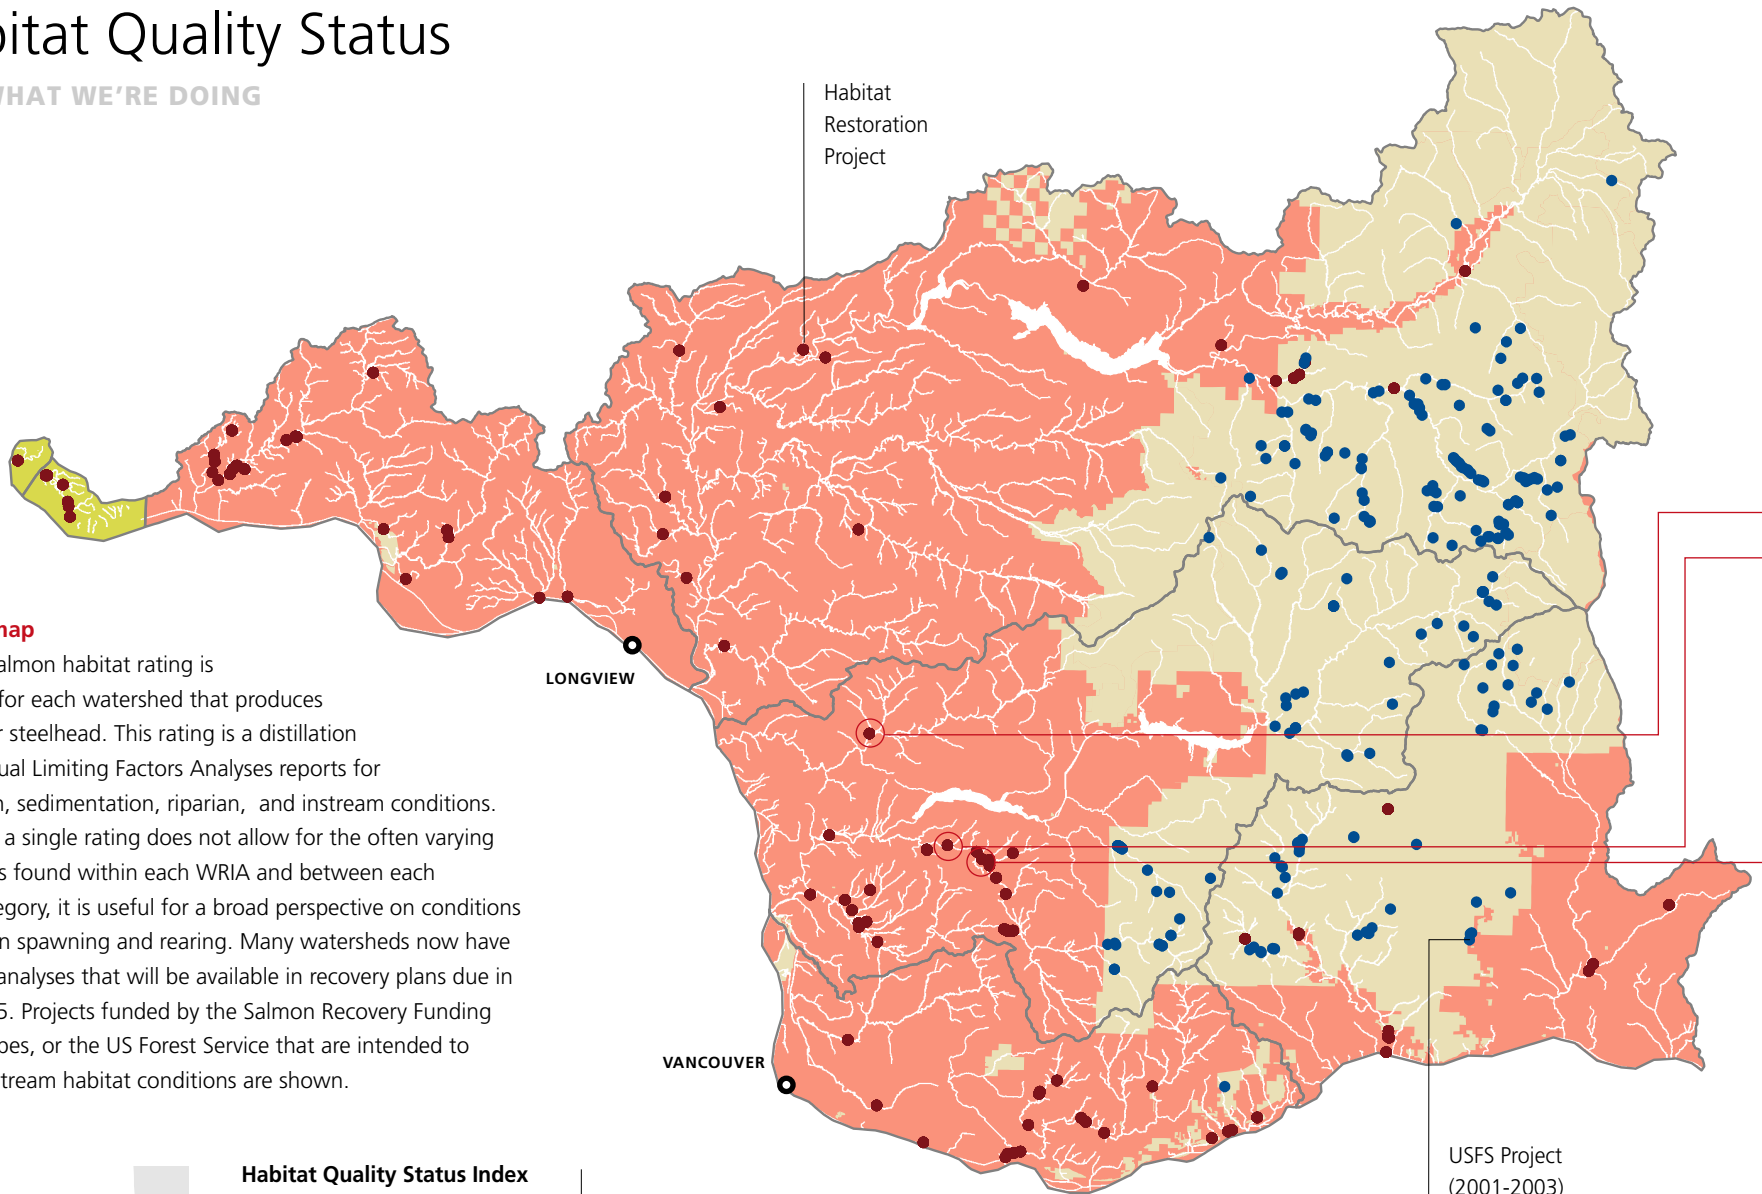 bitat Quality Status
WHAT WE'RE DOING
Habitat
Restoration
Project
map
almon habitat rating is
for each watershed that produces
r steelhead. This rating is a distillation
ual Limiting Factors Analyses reports for
n, sedimentation, riparian, and instream conditions.
a single rating does not allow for the often varying
s found within each WRIA and between each
egory, it is useful for a broad perspective on conditions
n spawning and rearing. Many watersheds now have
analyses that will be available in recovery plans due in
5. Projects funded by the Salmon Recovery Funding
bes, or the US Forest Service that are intended to
tream habitat conditions are shown.
LONGVIEW
VANCOUVER
Habitat Quality Status Index
USFS Project
(2001-2003)